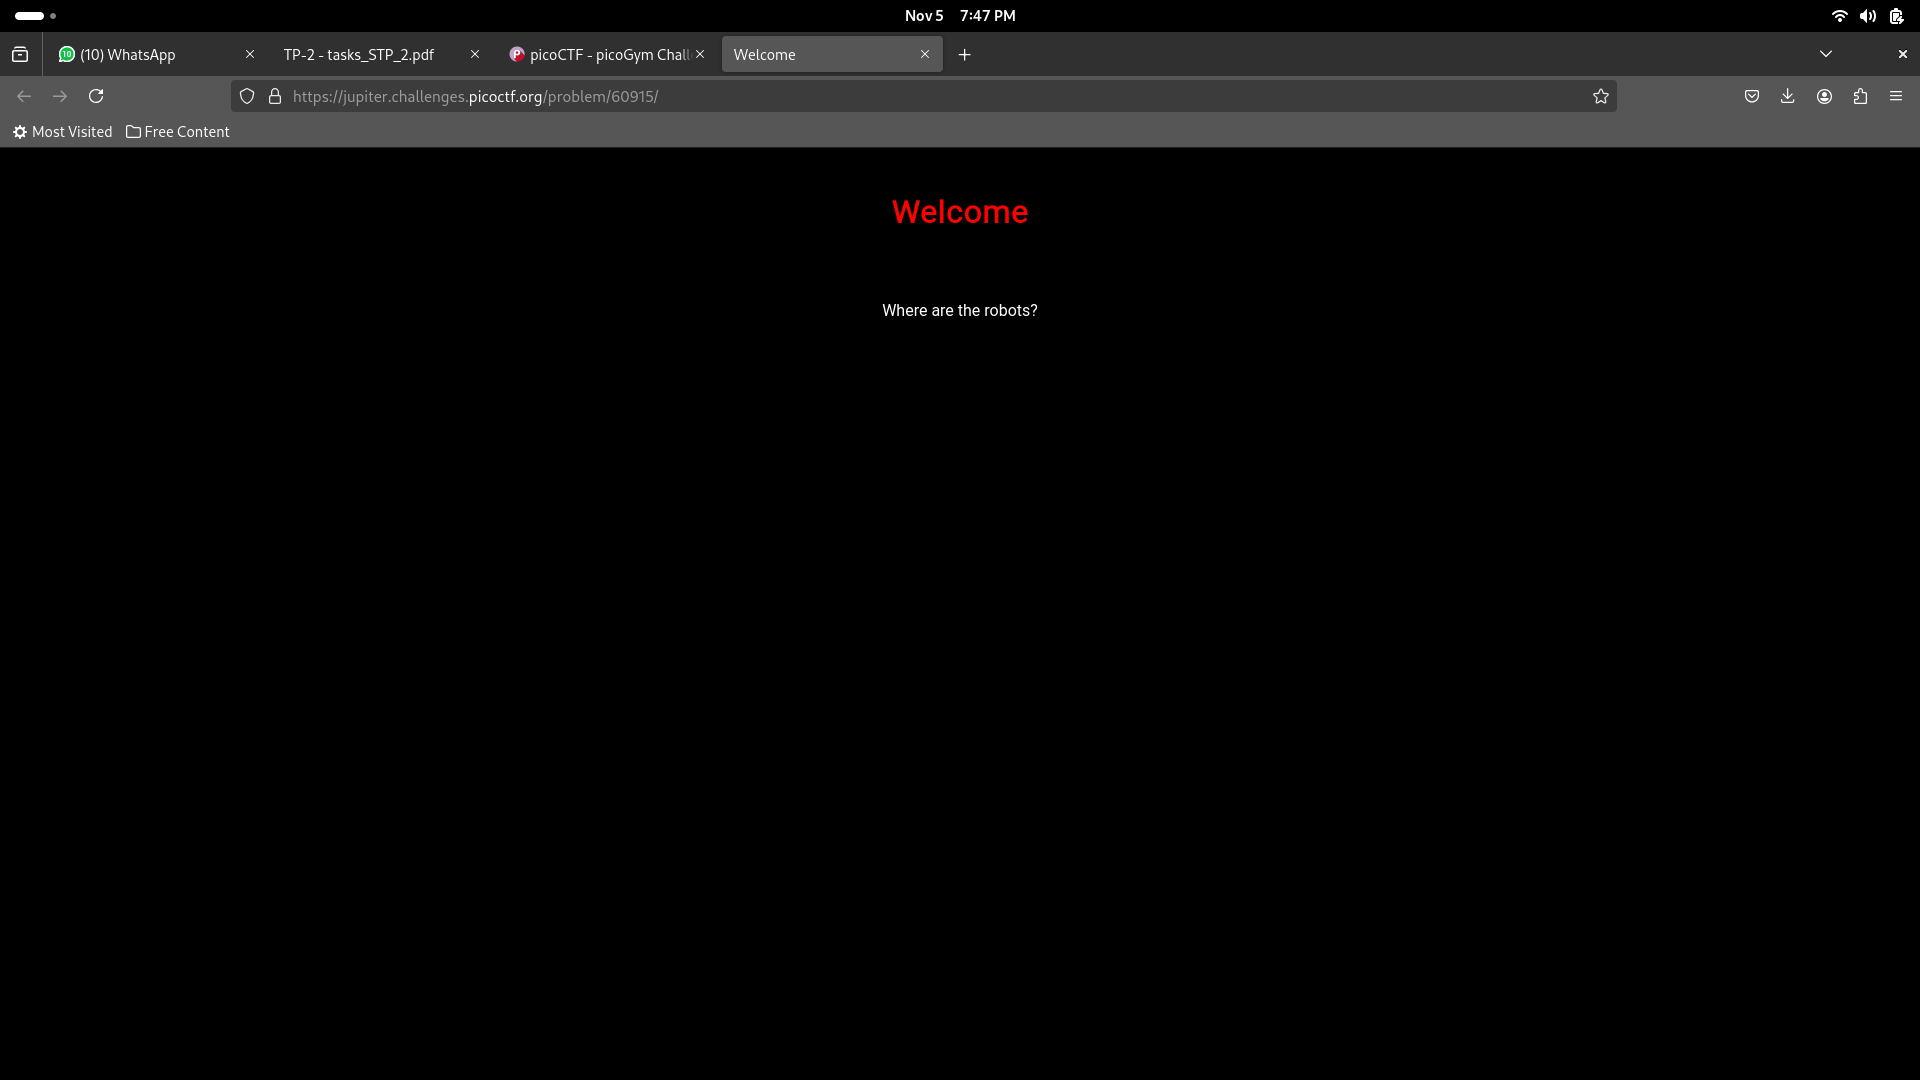 Nov 5 7:47 PM
(10) WhatsApp
TP-2 - tasks_STP_2.pdf
picoCTF - picoGym Chall
Welcome
https://jupiter.challenges.picoctf.org/problem/60915/
Most Visited
Free Content
Welcome
Where are the robots?